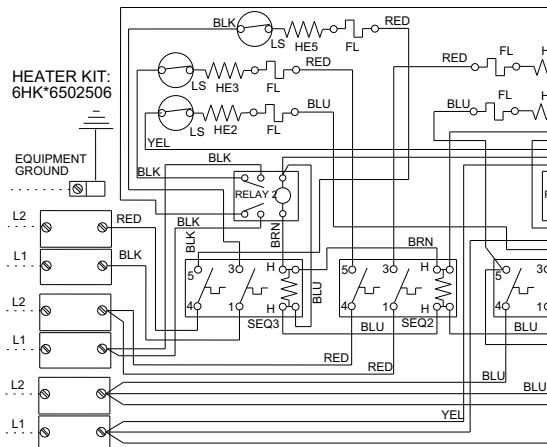 BLK
RED
LS
HE5
FL
RED
RED
FL
H
LS
HE3
FL
HEATER KIT:
6HK*6502506
BLU
BLU
FL
H
LS
HE2
FL
YEL
EQUIPMENT
GROUND
BLK
BLK
RELAY 2
R
L2
RED
BLK
BLK
BRN
BRN
L1
BLK
5
3
H
BLU
5
3
H
5
3
4
1
H
4
1
H
4
1
L2
SEQ3
BLU
SEQ2
BLU
L1
RED
RED
L2
BLU
BLU
L1
YEL